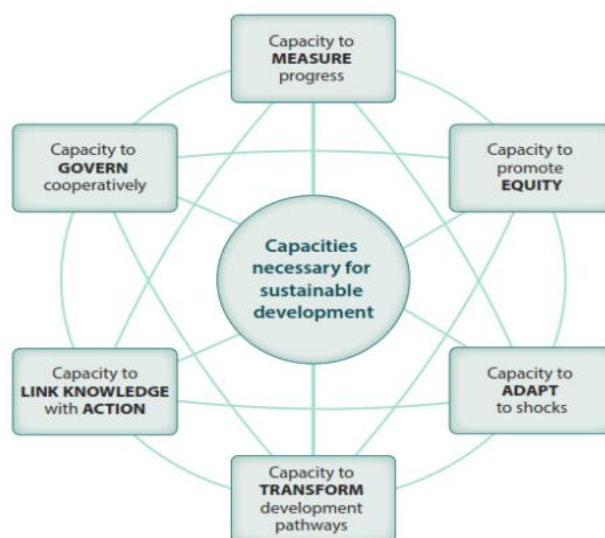 Capacity to
MEASURE
progress
Capacity to
GOVERN
cooperatively
Capacity to
promote
EQUITY
Capacities
necessary for
sustainable
development
Capacity to
LINK KNOWLEDGE
with ACTION
Capacity to
ADAPT
to shocks
Capacity to
TRANSFORM
development
pathways